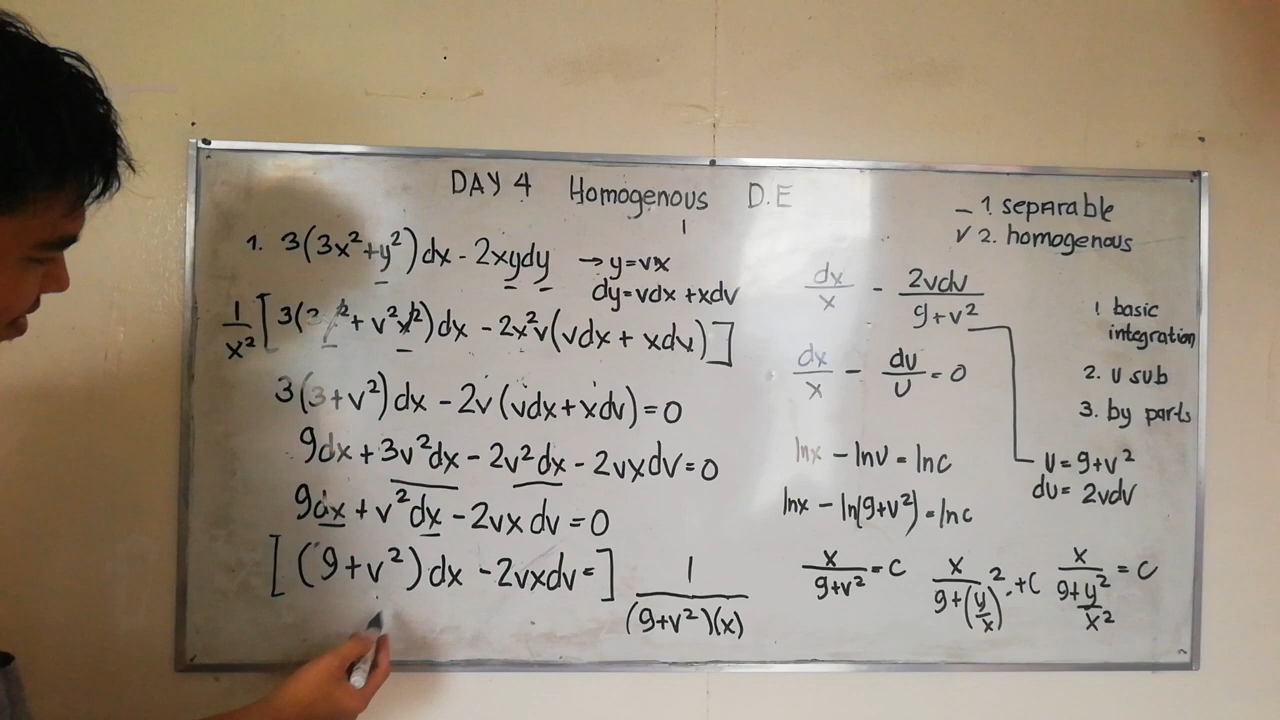 DAY 4 Homogenous D.E
1. 3(3x²+y²)dx - 2xydy → y=vx
dy=vdx+xdv
1/x² [3( x²+v²x²)dx - 2x²v(vdx+xdv)]
3(3+v²)dx - 2v(vdx+xdv)=0
9dx+3v²dx-2v²dx-2vxdv=0
9dx+v²dx-2vxdv=0
[(9+v²)dx-2vxdv=] 1/(9+v²)(x)
dx/x - 2vdv/9+v²
dx/x - du/u = 0
lnx - lnu = lnc
lnx - ln(9+v²) = lnc
x/9+v² = C
x/9+(y/x)² · + C
x/9+y²/x² = C
- 1. separable
✓ 2. homogenous
1 basic
integration
2. u sub
3. by parts
u=9+v²
du=2vdv